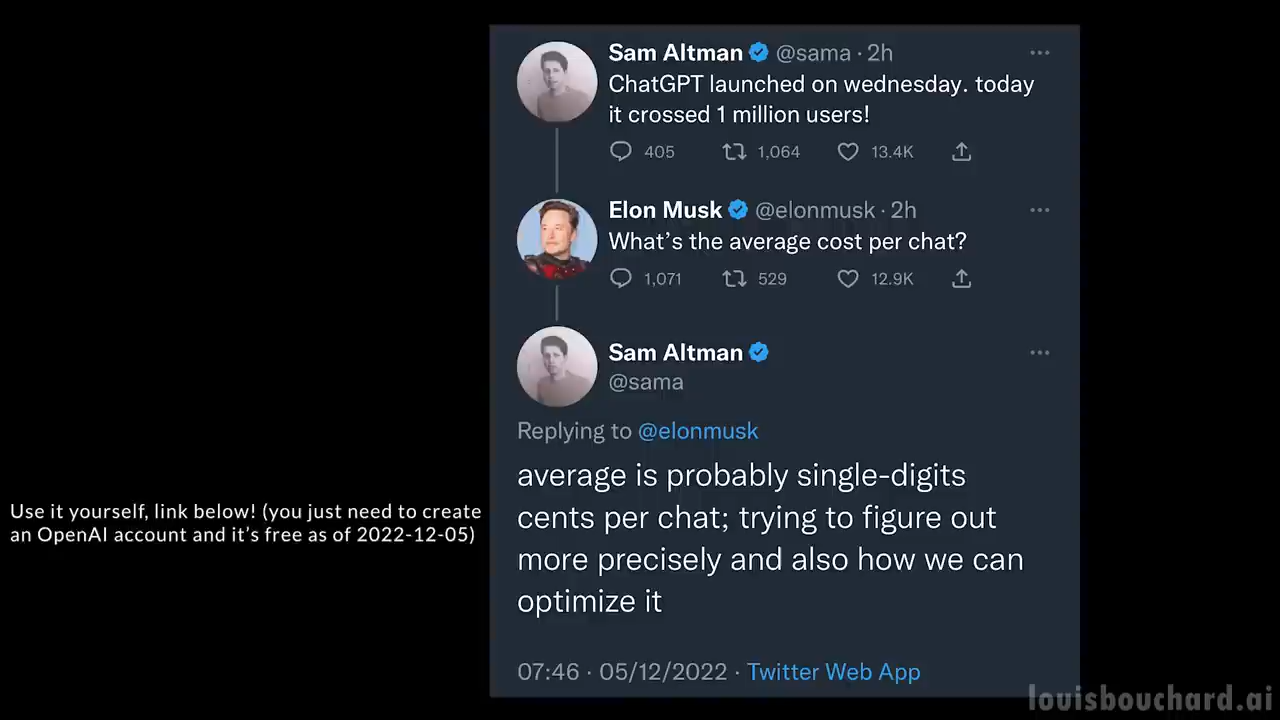 Sam Altman @sama · 2h
ChatGPT launched on wednesday. today
it crossed 1 million users!
405 1,064 13.4K
Elon Musk @elonmusk · 2h
What's the average cost per chat?
1,071 529 12.9K
Sam Altman
@sama
Replying to @elonmusk
average is probably single-digits
cents per chat; trying to figure out
more precisely and also how we can
optimize it
07:46 · 05/12/2022 · Twitter Web App
Use it yourself, link below! (you just need to create
an OpenAI account and it's free as of 2022-12-05)
louisbouchard.ai